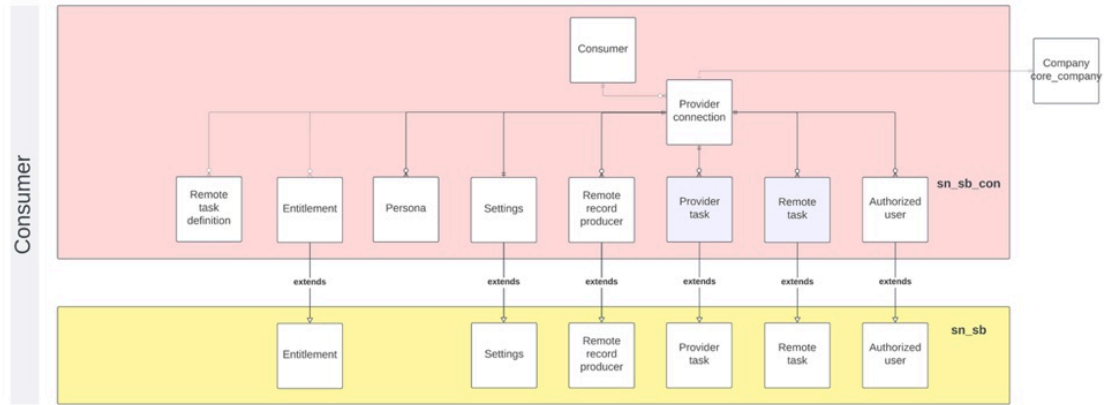 Consumer
Consumer
Company
core_company
Provider
connection
sn_sb_con
Remote
task
definition
Entitlement
Persona
Settings
Remote
record
producer
Provider
task
Remote
task
Authorized
user
extends
extends
extends
extends
extends
extends
sn_sb
Entitlement
Settings
Remote
record
producer
Provider
task
Remote
task
Authorized
user